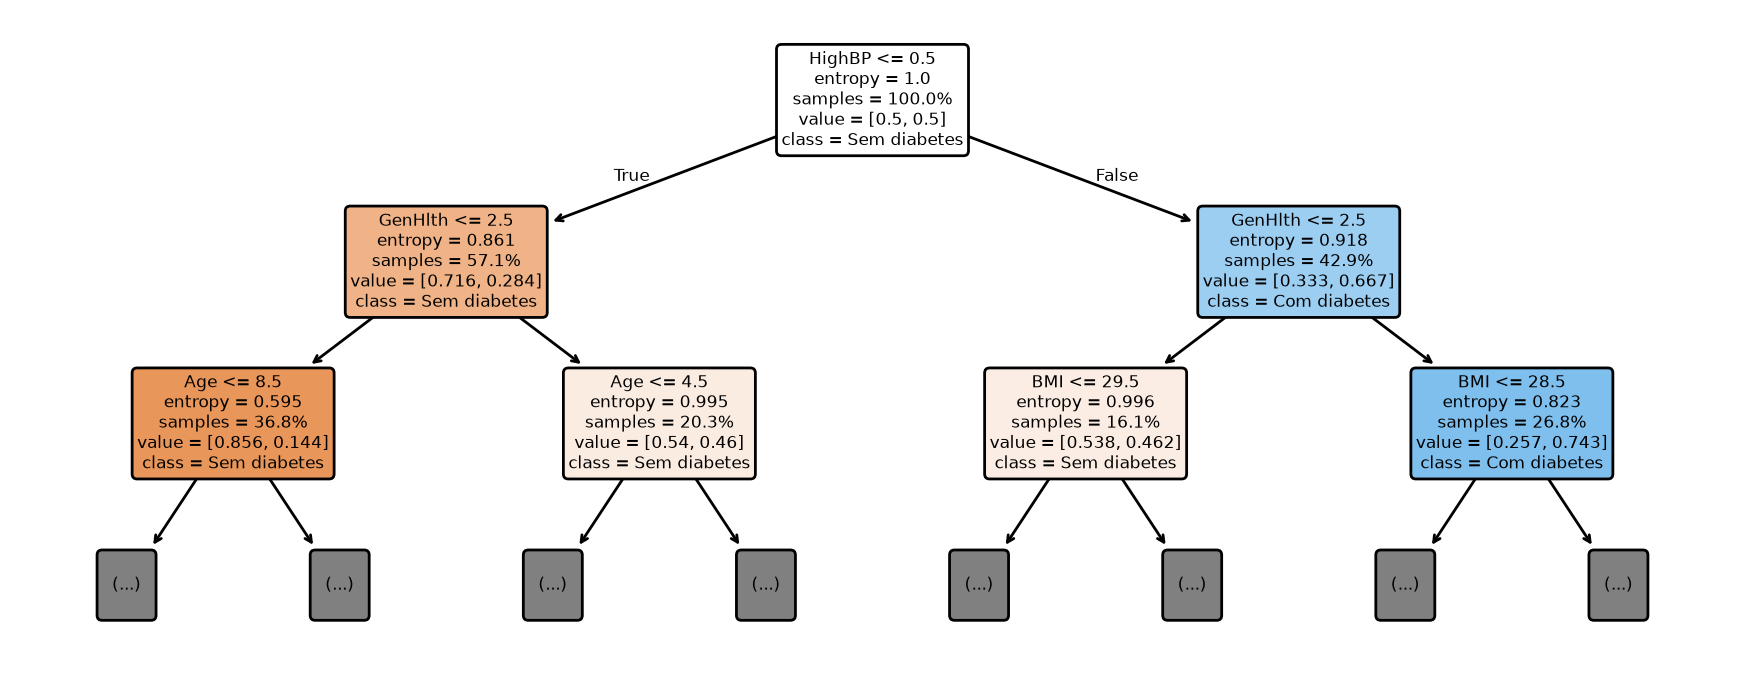 HighBP <= 0.5
entropy = 1.0
samples = 100.0%
value = [0.5, 0.5]
class = Sem diabetes
True
False
GenHlth <= 2.5
entropy = 0.861
samples = 57.1%
value = [0.716, 0.284]
class = Sem diabetes
GenHlth <= 2.5
entropy = 0.918
samples = 42.9%
value = [0.333, 0.667]
class = Com diabetes
Age <= 8.5
entropy = 0.595
samples = 36.8%
value = [0.856, 0.144]
class = Sem diabetes
Age <= 4.5
entropy = 0.995
samples = 20.3%
value = [0.54, 0.46]
class = Sem diabetes
BMI <= 29.5
entropy = 0.996
samples = 16.1%
value = [0.538, 0.462]
class = Sem diabetes
BMI <= 28.5
entropy = 0.823
samples = 26.8%
value = [0.257, 0.743]
class = Com diabetes
(...)
(...)
(...)
(...)
(...)
(...)
(...)
(...)